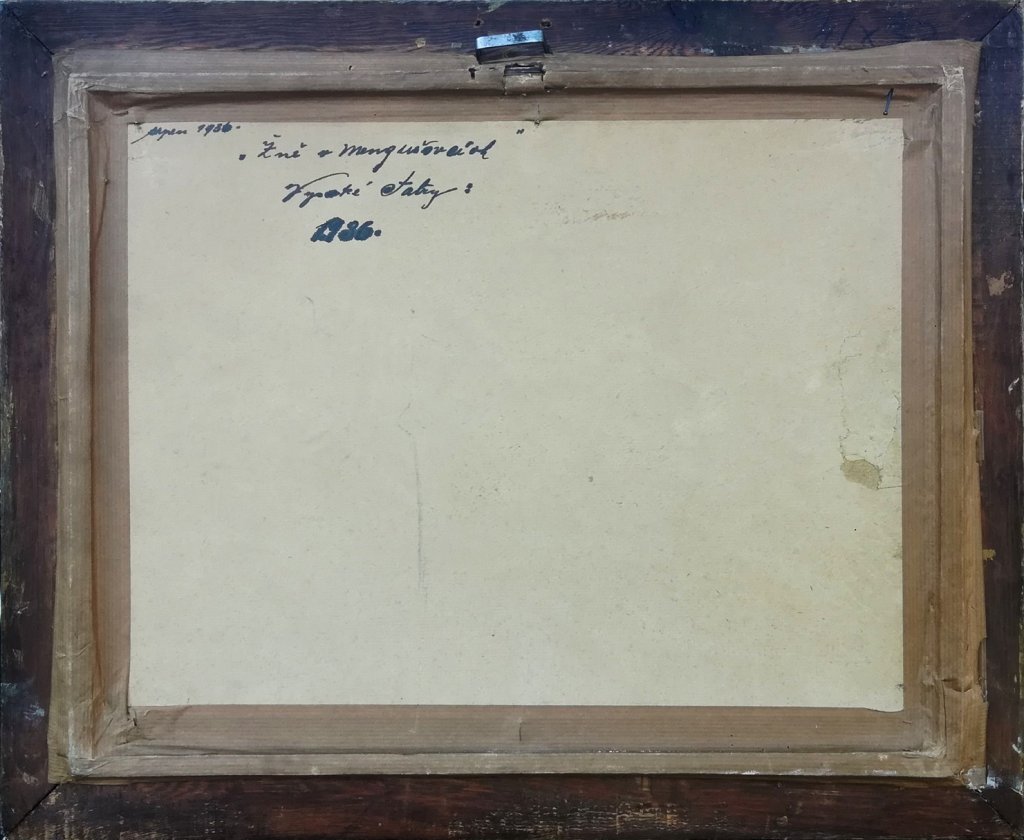 srpen 1936.
„Žně v Mengušovcích"
Vysoké Tatry:
1936.